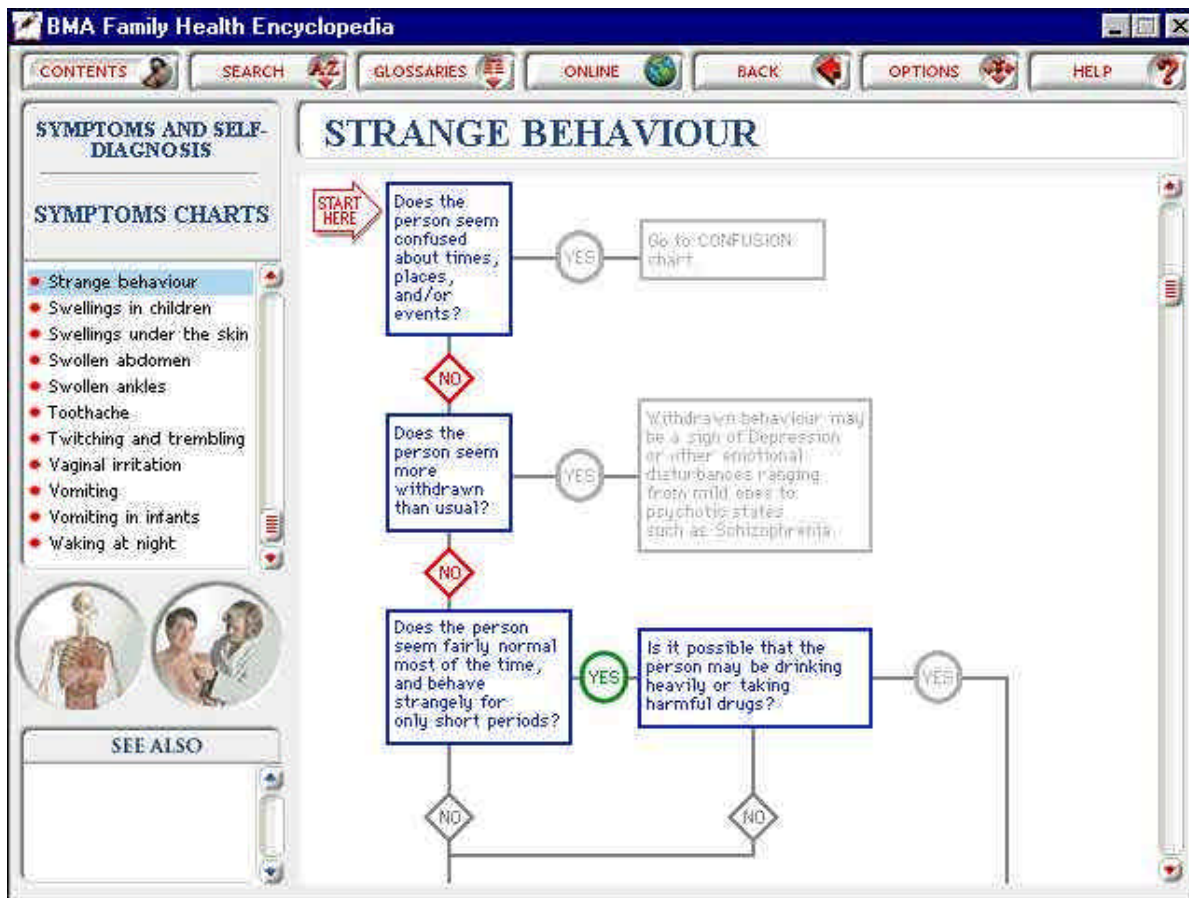 BMA Family Health Encyclopedia
CONTENTS
SEARCH
A-Z
GLOSSARIES
ONLINE
BACK
OPTIONS
HELP
?
SYMPTOMS AND SELF-
DIAGNOSIS
SYMPTOMS CHARTS
Strange behaviour
Swellings in children
Swellings under the skin
Swollen abdomen
Swollen ankles
Toothache
Twitching and trembling
Vaginal irritation
Vomiting
Vomiting in infants
Waking at night
SEE ALSO
STRANGE BEHAVIOUR
START
HERE
Does the
person seem
confused
about times,
places,
and/or
events?
YES
Go to CONFUSION
chart
NO
Does the
person seem
more
withdrawn
than usual?
YES
Withdrawn behaviour may
be a sign of Depression
or other emotional
disturbances ranging
from mild ones to
psychotic states
such as Schizophrenia
NO
Does the person
seem fairly normal
most of the time,
and behave
strangely for
only short periods?
YES
Is it possible that the
person may be drinking
heavily or taking
harmful drugs?
YES
NO
NO